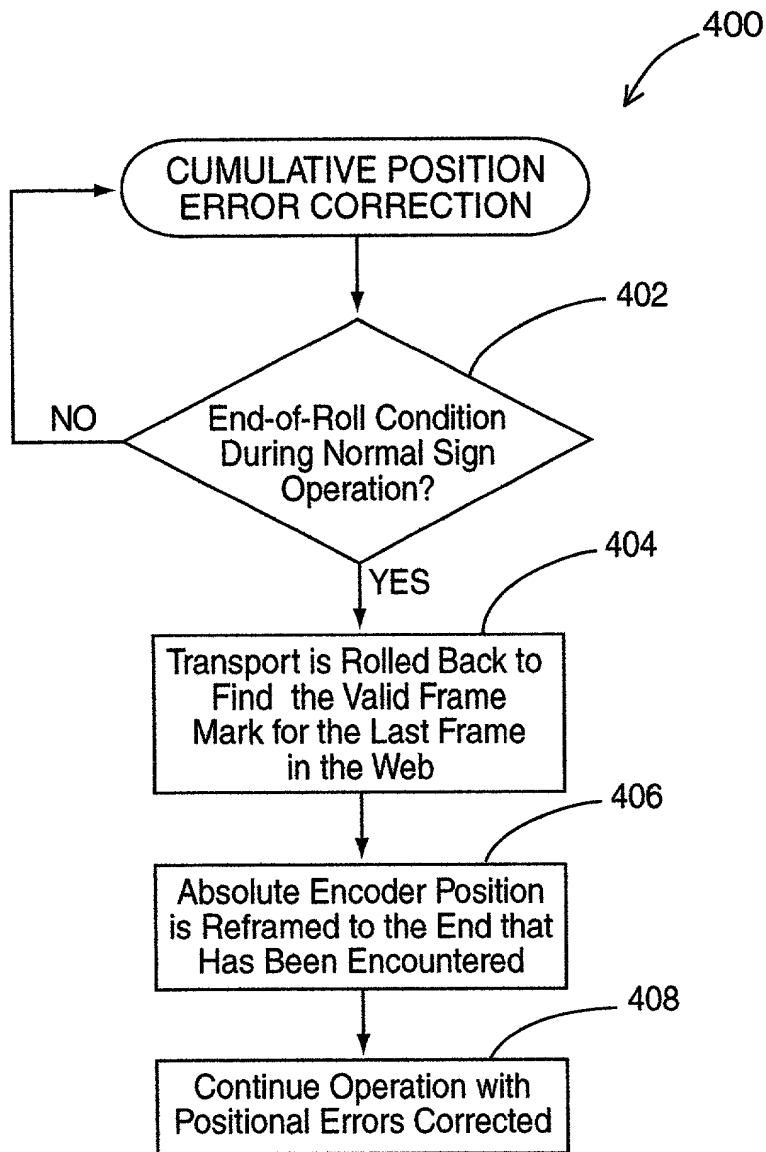 400
CUMULATIVE POSITION
ERROR CORRECTION
402
NO
End-of-Roll Condition
During Normal Sign
Operation?
404
YES
Transport is Rolled Back to
Find the Valid Frame
Mark for the Last Frame
in the Web
406
Absolute Encoder Position
is Reframed to the End that
Has Been Encountered
408
Continue Operation with
Positional Errors Corrected